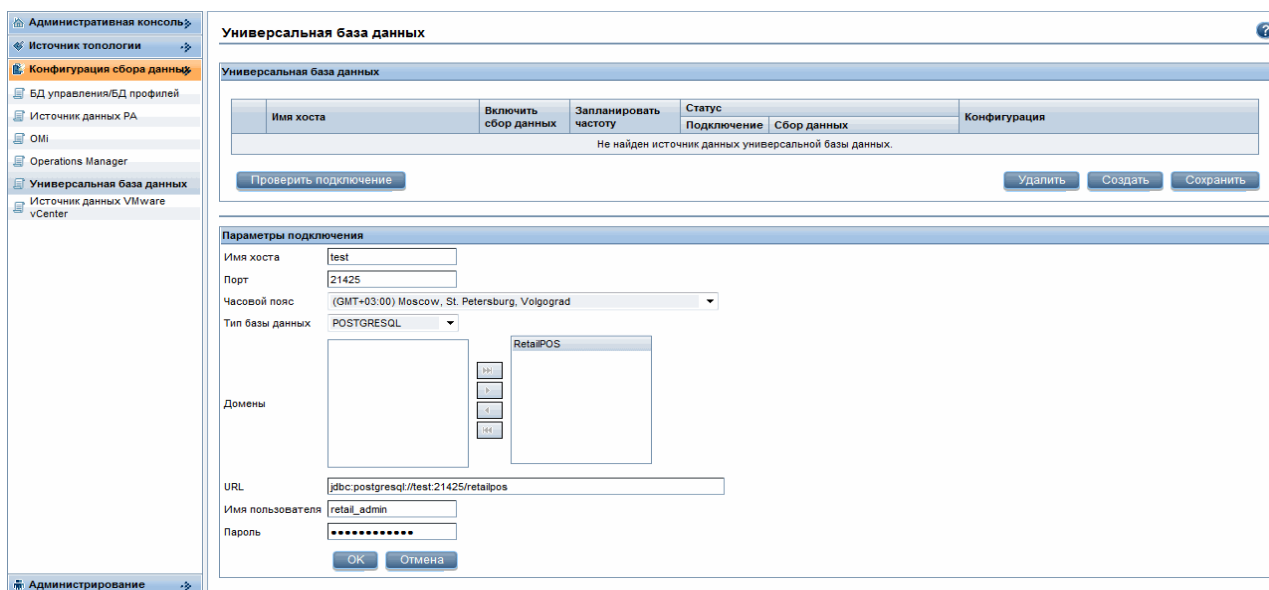 Административная консоль
Источник топологии
Конфигурация сбора данных
БД управления/БД профилей
Источник данных PA
OMi
Operations Manager
Универсальная база данных
Источник данных VMware
vCenter
Администрирование
Универсальная база данных
?
Универсальная база данных
Имя хоста
Включить
сбор данных
Запланировать
частоту
Статус
Подключение
Сбор данных
Конфигурация
Не найден источник данных универсальной базы данных.
Проверить подключение
Удалить
Создать
Сохранить
Параметры подключения
Имя хоста test
Порт 21425
Часовой пояс (GMT+03:00) Moscow, St. Petersburg, Volgograd
Тип базы данных POSTGRESQL
RetailPOS
Домены
URL jdbc:postgresql://test:21425/retailpos
Имя пользователя retail_admin
Пароль ••••••••••••
OK Отмена